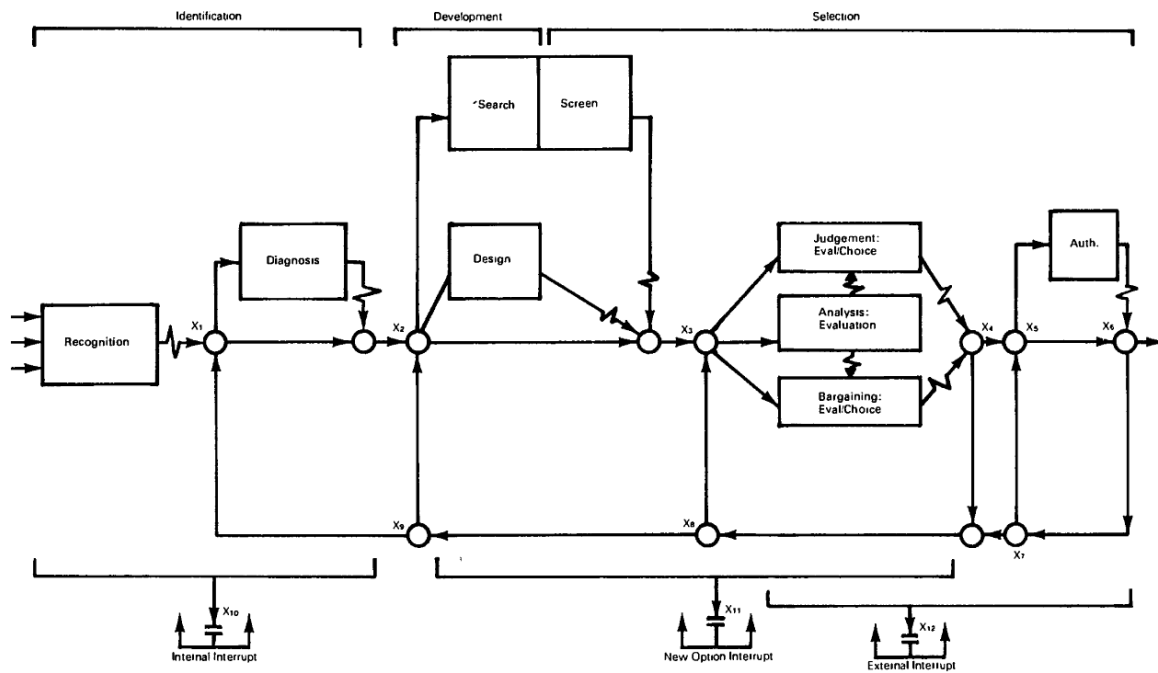 Identification
Development
Selection
Search
Screen
Diagnosis
Design
Judgement:
Eval/Choice
Auth.
Recognition
X1
X2
X3
Analysis:
Evaluation
X4
X5
X6
Bargaining:
Eval/Choice
X9
X8
X7
X10
X11
X12
Internal Interrupt
New Option Interrupt
External Interrupt